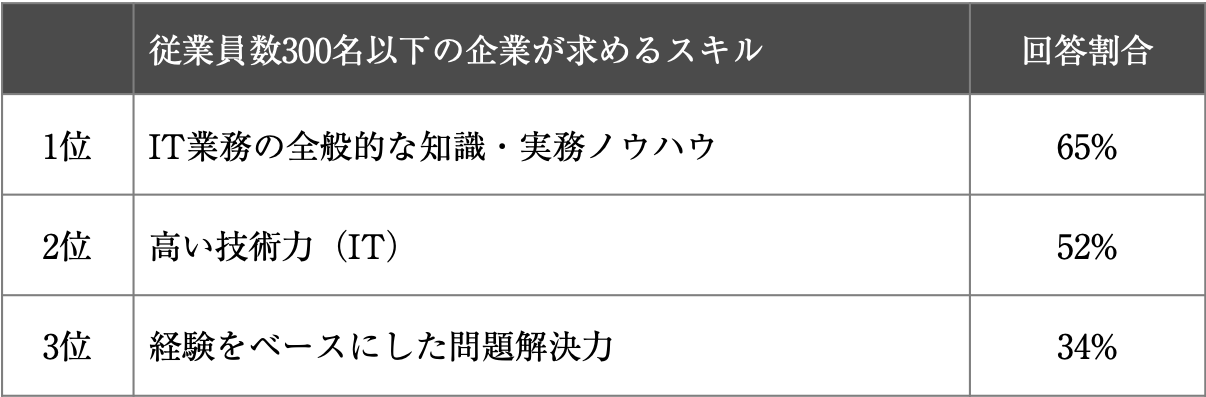 従業員数300名以下の企業が求めるスキル 回答割合
1位 IT業務の全般的な知識・実務ノウハウ 65%
2位 高い技術力（IT） 52%
3位 経験をベースにした問題解決力 34%